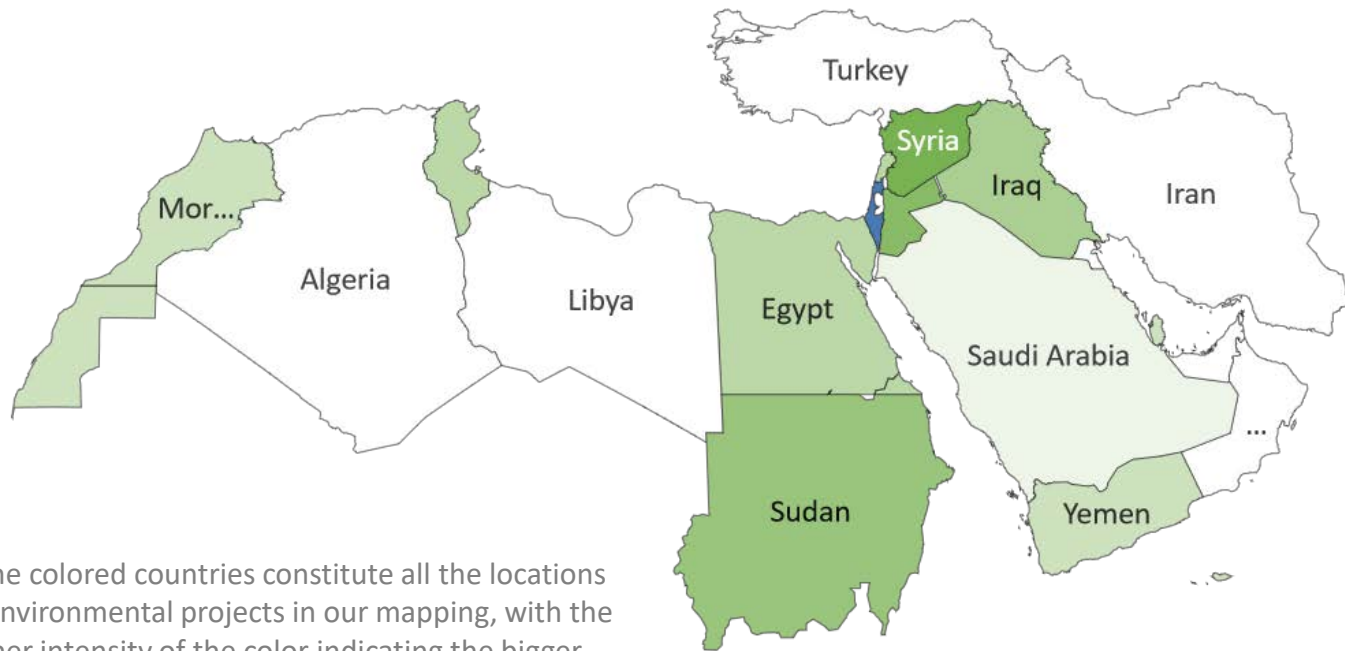 Turkey
Syria
Mor...
Iraq
Iran
Algeria
Libya
Egypt
Saudi Arabia
...
Sudan
Yemen
he colored countries constitute all the locations
nvironmental projects in our mapping, with the
her intensity of the color indicating the bigger